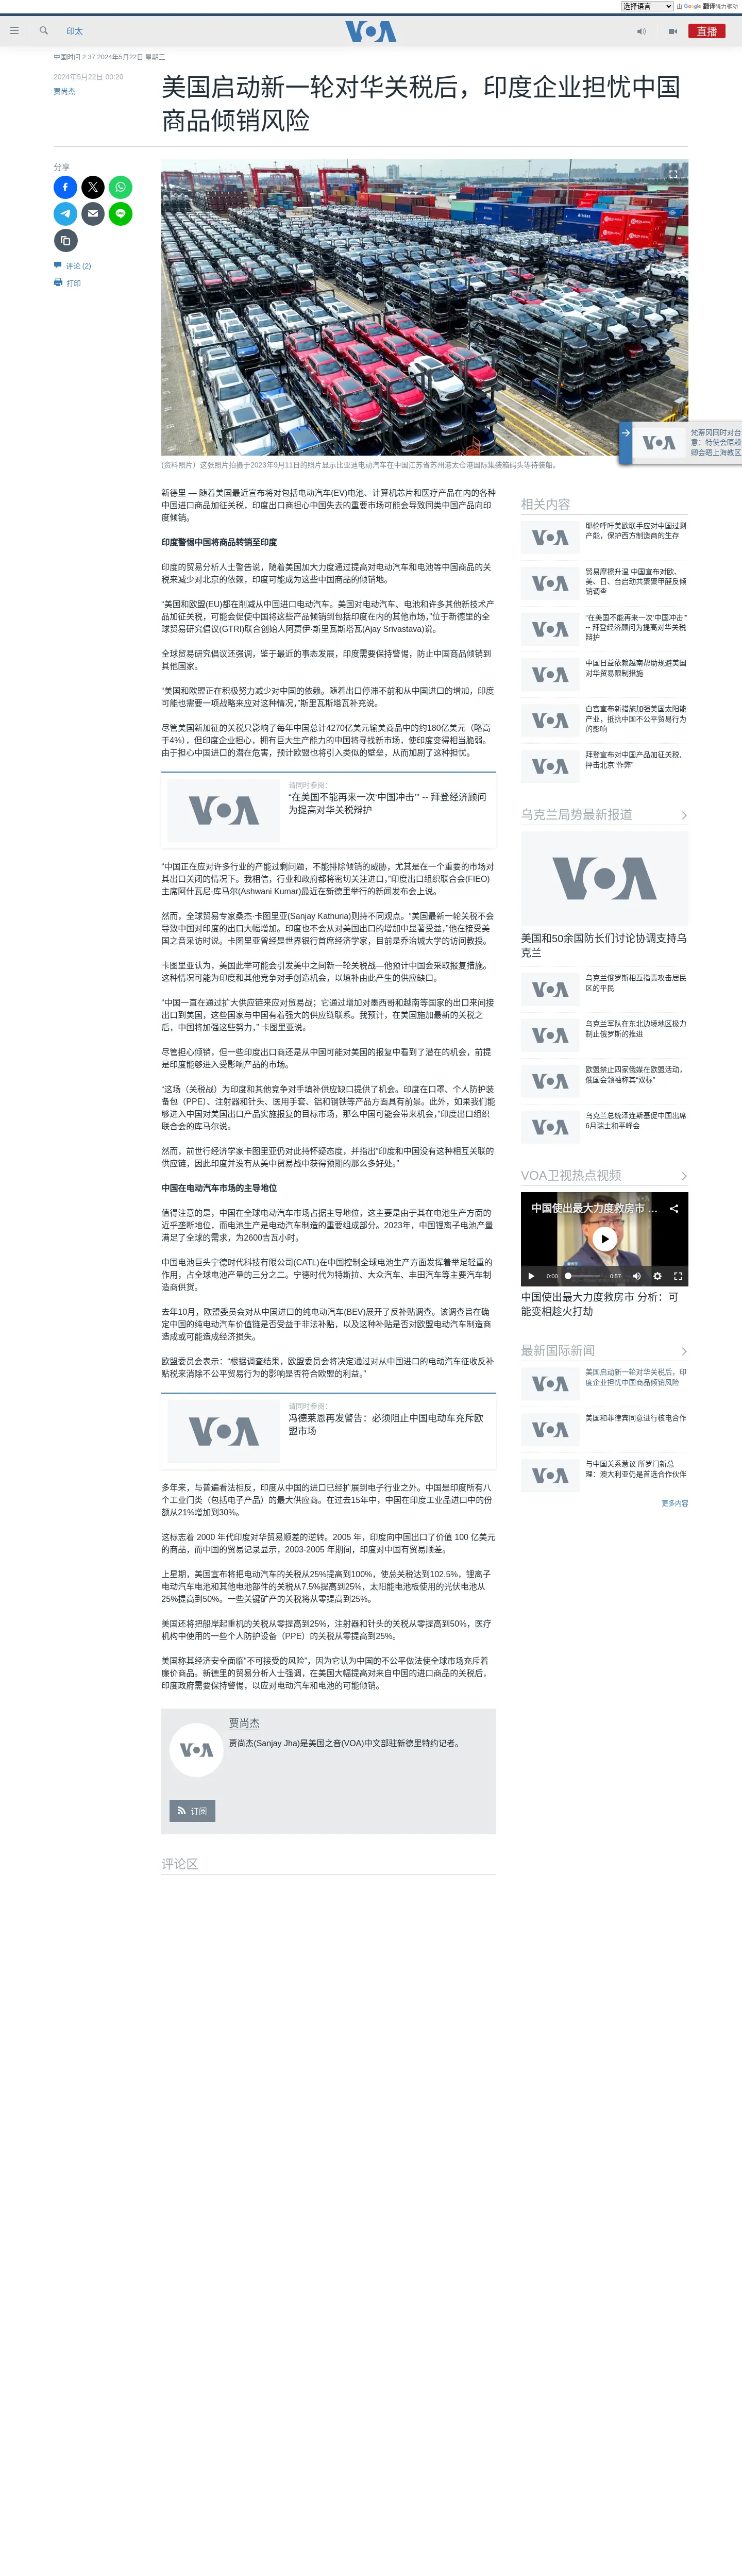 选择语言 由 Google 翻译强力驱动
印太
VOA
直播
中国时间 2:37 2024年5月22日 星期三
2024年5月22日 00:20
贾尚杰
美国启动新一轮对华关税后，印度企业担忧中国
商品倾销风险
分享
评论 (2)
打印
(资料照片）这张照片拍摄于2023年9月11日的照片显示比亚迪电动汽车在中国江苏省苏州港太仓港国际集装箱码头等待装船。
梵蒂冈同时对台
意：特使会晤赖
卿会晤上海教区
新德里 — 随着美国最近宣布将对包括电动汽车(EV)电池、计算机芯片和医疗产品在内的各种
中国进口商品加征关税，印度出口商担心中国失去的重要市场可能会导致同类中国产品向印
度倾销。
印度警惕中国将商品转销至印度
印度的贸易分析人士警告说，随着美国加大力度通过提高对电动汽车和电池等中国商品的关
税来减少对北京的依赖，印度可能成为这些中国商品的倾销地。
“美国和欧盟(EU)都在削减从中国进口电动汽车。美国对电动汽车、电池和许多其他新技术产
品加征关税，可能会促使中国将这些产品倾销到包括印度在内的其他市场,”位于新德里的全
球贸易研究倡议(GTRI)联合创始人阿贾伊·斯里瓦斯塔瓦(Ajay Srivastava)说。
全球贸易研究倡议还强调，鉴于最近的事态发展，印度需要保持警惕，防止中国商品倾销到
其他国家。
“美国和欧盟正在积极努力减少对中国的依赖。随着出口停滞不前和从中国进口的增加，印度
可能也需要一项战略来应对这种情况，”斯里瓦斯塔瓦补充说。
尽管美国新加征的关税只影响了每年中国总计4270亿美元输美商品中的约180亿美元（略高
于4%），但印度企业担心，拥有巨大生产能力的中国将寻找新市场，使印度变得相当脆弱。
由于担心中国进口的潜在危害，预计欧盟也将引入类似的壁垒，从而加剧了这种担忧。
请同时参阅：
“在美国不能再来一次‘中国冲击’” -- 拜登经济顾问
为提高对华关税辩护
“中国正在应对许多行业的产能过剩问题，不能排除倾销的威胁，尤其是在一个重要的市场对
其出口关闭的情况下。我相信，行业和政府都将密切关注进口，”印度出口组织联合会(FIEO)
主席阿什瓦尼·库马尔(Ashwani Kumar)最近在新德里举行的新闻发布会上说。
然而，全球贸易专家桑杰·卡图里亚(Sanjay Kathuria)则持不同观点。“美国最新一轮关税不会
导致中国对印度的出口大幅增加。印度也不会从对美国出口的增加中显著受益，”他在接受美
国之音采访时说。卡图里亚曾经是世界银行首席经济学家，目前是乔治城大学的访问教授。
卡图里亚认为，美国此举可能会引发美中之间新一轮关税战—他预计中国会采取报复措施。
这种情况可能为印度和其他竞争对手创造机会，以填补由此产生的供应缺口。
“中国一直在通过扩大供应链来应对贸易战；它通过增加对墨西哥和越南等国家的出口来间接
出口到美国，这些国家与中国有着强大的供应链联系。我预计，在美国施加最新的关税之
后，中国将加强这些努力，” 卡图里亚说。
尽管担心倾销，但一些印度出口商还是从中国可能对美国的报复中看到了潜在的机会，前提
是印度能够进入受影响产品的市场。
“这场（关税战）为印度和其他竞争对手填补供应缺口提供了机会。印度在口罩、个人防护装
备包（PPE）、注射器和针头、医用手套、铝和钢铁等产品方面具有前景。此外，如果我们能
够进入中国对美国出口产品实施报复的目标市场，那么中国可能会带来机会，”印度出口组织
联合会的库马尔说。
然而，前世行经济学家卡图里亚仍对此持怀疑态度，并指出“印度和中国没有这种相互关联的
供应链，因此印度并没有从美中贸易战中获得预期的那么多好处。”
中国在电动汽车市场的主导地位
值得注意的是，中国在全球电动汽车市场占据主导地位，这主要是由于其在电池生产方面的
近乎垄断地位，而电池生产是电动汽车制造的重要组成部分。2023年，中国锂离子电池产量
满足了全球的需求，为2600吉瓦小时。
中国电池巨头宁德时代科技有限公司(CATL)在中国控制全球电池生产方面发挥着举足轻重的
作用，占全球电池产量的三分之二。宁德时代为特斯拉、大众汽车、丰田汽车等主要汽车制
造商供货。
去年10月，欧盟委员会对从中国进口的纯电动汽车(BEV)展开了反补贴调查。该调查旨在确
定中国的纯电动汽车价值链是否受益于非法补贴，以及这种补贴是否对欧盟电动汽车制造商
造成或可能造成经济损失。
欧盟委员会表示：“根据调查结果，欧盟委员会将决定通过对从中国进口的电动汽车征收反补
贴税来消除不公平贸易行为的影响是否符合欧盟的利益。”
请同时参阅：
冯德莱恩再发警告：必须阻止中国电动车充斥欧
盟市场
多年来，与普遍看法相反，印度从中国的进口已经扩展到电子行业之外。中国是印度所有八
个工业门类（包括电子产品）的最大供应商。在过去15年中，中国在印度工业品进口中的份
额从21%增加到30%。
这标志着 2000 年代印度对华贸易顺差的逆转。2005 年，印度向中国出口了价值 100 亿美元
的商品，而中国的贸易记录显示，2003-2005 年期间，印度对中国有贸易顺差。
上星期，美国宣布将把电动汽车的关税从25%提高到100%，使总关税达到102.5%，锂离子
电动汽车电池和其他电池部件的关税从7.5%提高到25%，太阳能电池板使用的光伏电池从
25%提高到50%。一些关键矿产的关税将从零提高到25%。
美国还将把船岸起重机的关税从零提高到25%，注射器和针头的关税从零提高到50%，医疗
机构中使用的一些个人防护设备（PPE）的关税从零提高到25%。
美国称其经济安全面临“不可接受的风险”，因为它认为中国的不公平做法使全球市场充斥着
廉价商品。新德里的贸易分析人士强调，在美国大幅提高对来自中国的进口商品的关税后，
印度政府需要保持警惕，以应对电动汽车和电池的可能倾销。
贾尚杰
贾尚杰(Sanjay Jha)是美国之音(VOA)中文部驻新德里特约记者。
订阅
评论区
相关内容
耶伦呼吁美欧联手应对中国过剩
产能，保护西方制造商的生存
贸易摩擦升温 中国宣布对欧、
美、日、台启动共聚聚甲醛反倾
销调查
“在美国不能再来一次‘中国冲击’”
-- 拜登经济顾问为提高对华关税
辩护
中国日益依赖越南帮助规避美国
对华贸易限制措施
白宫宣布新措施加强美国太阳能
产业，抵抗中国不公平贸易行为
的影响
拜登宣布对中国产品加征关税，
抨击北京“作弊”
乌克兰局势最新报道
美国和50余国防长们讨论协调支持乌
克兰
乌克兰俄罗斯相互指责攻击居民
区的平民
乌克兰军队在东北边境地区极力
制止俄罗斯的推进
欧盟禁止四家俄媒在欧盟活动，
俄国会领袖称其“双标”
乌克兰总统泽连斯基促中国出席
6月瑞士和平峰会
VOA卫视热点视频
中国使出最大力度救房市 ...
0:00 0:57
中国使出最大力度救房市 分析：可
能变相趁火打劫
最新国际新闻
美国启动新一轮对华关税后，印
度企业担忧中国商品倾销风险
美国和菲律宾同意进行核电合作
与中国关系惹议 所罗门新总
理：澳大利亚仍是首选合作伙伴
更多内容